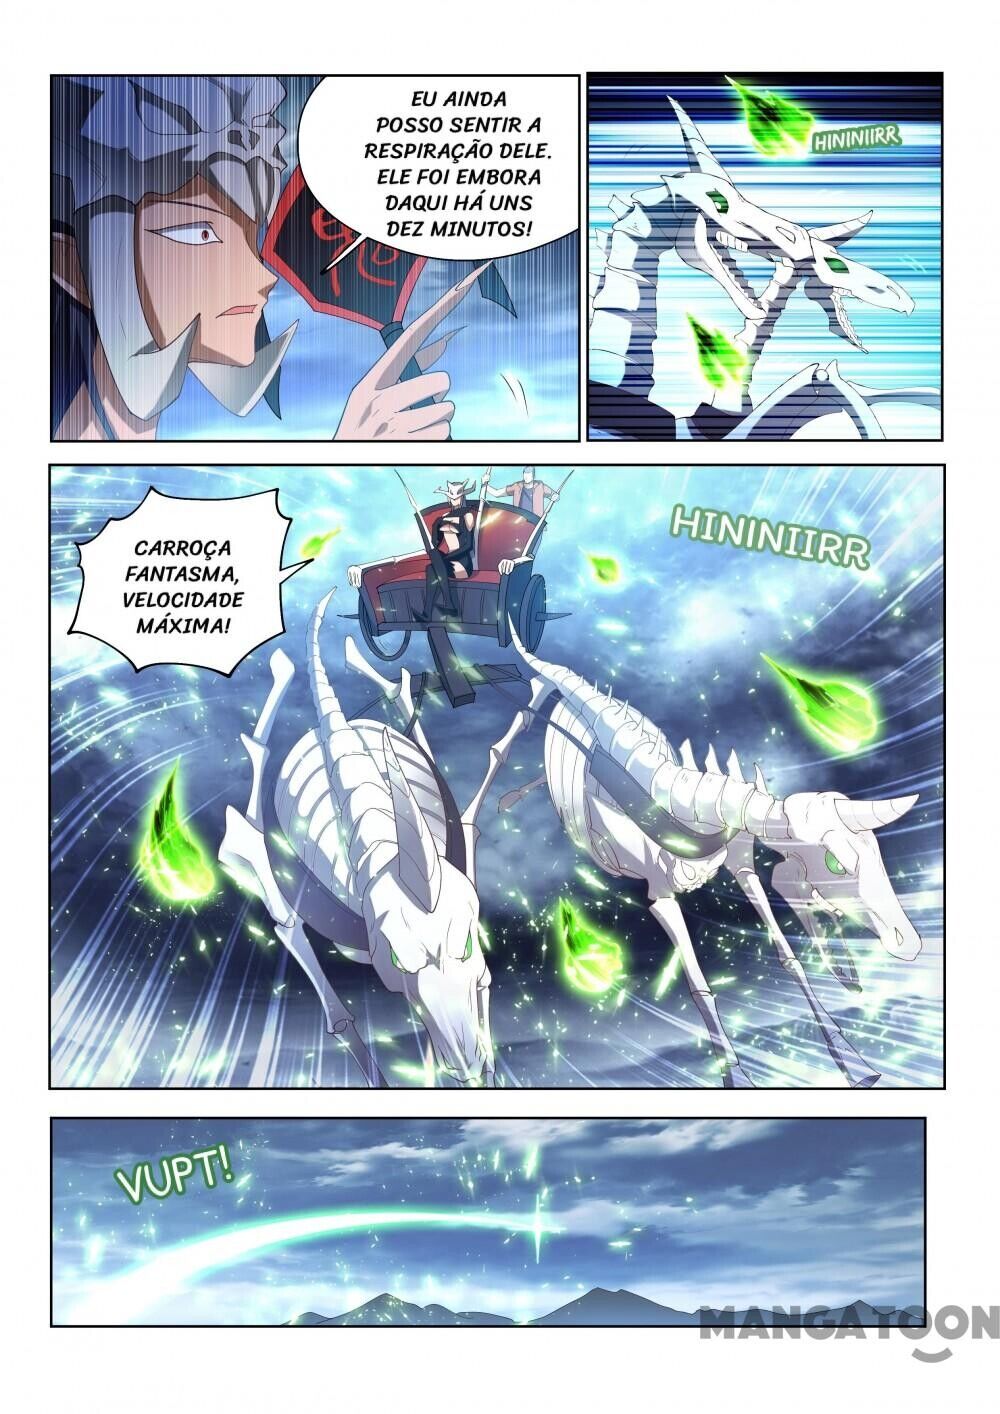 EU AINDA
POSSO SENTIR A
RESPIRAÇÃO DELE.
ELE FOI EMBORA
DAQUI HÁ UNS
DEZ MINUTOS!
HININIIRR
CARROÇA
FANTASMA,
VELOCIDADE
MÁXIMA!
HININIIRR
VUPT!
MANGATOON